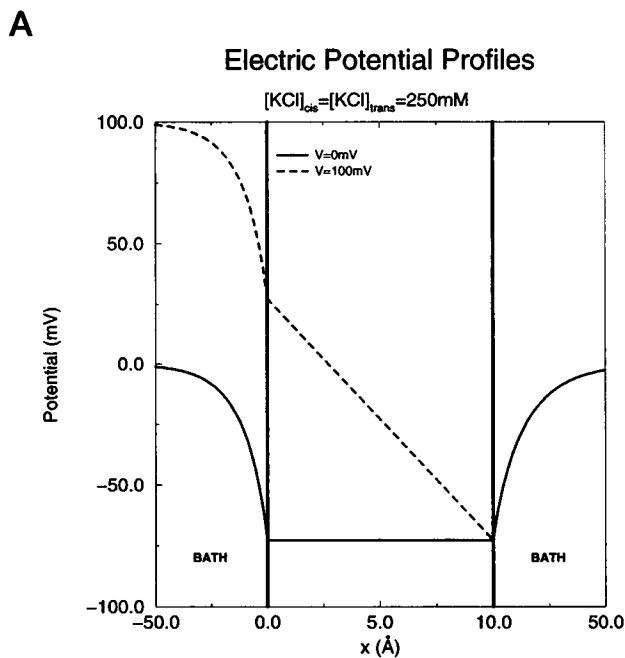 A
Electric Potential Profiles
[KCl]cis=[KCl]trans=250mM
100.0
50.0
0.0
−50.0
−100.0
Potential (mV)
V=0mV
V=100mV
BATH
BATH
−50.0
0.0
5.0
10.0
50.0
x (Å)